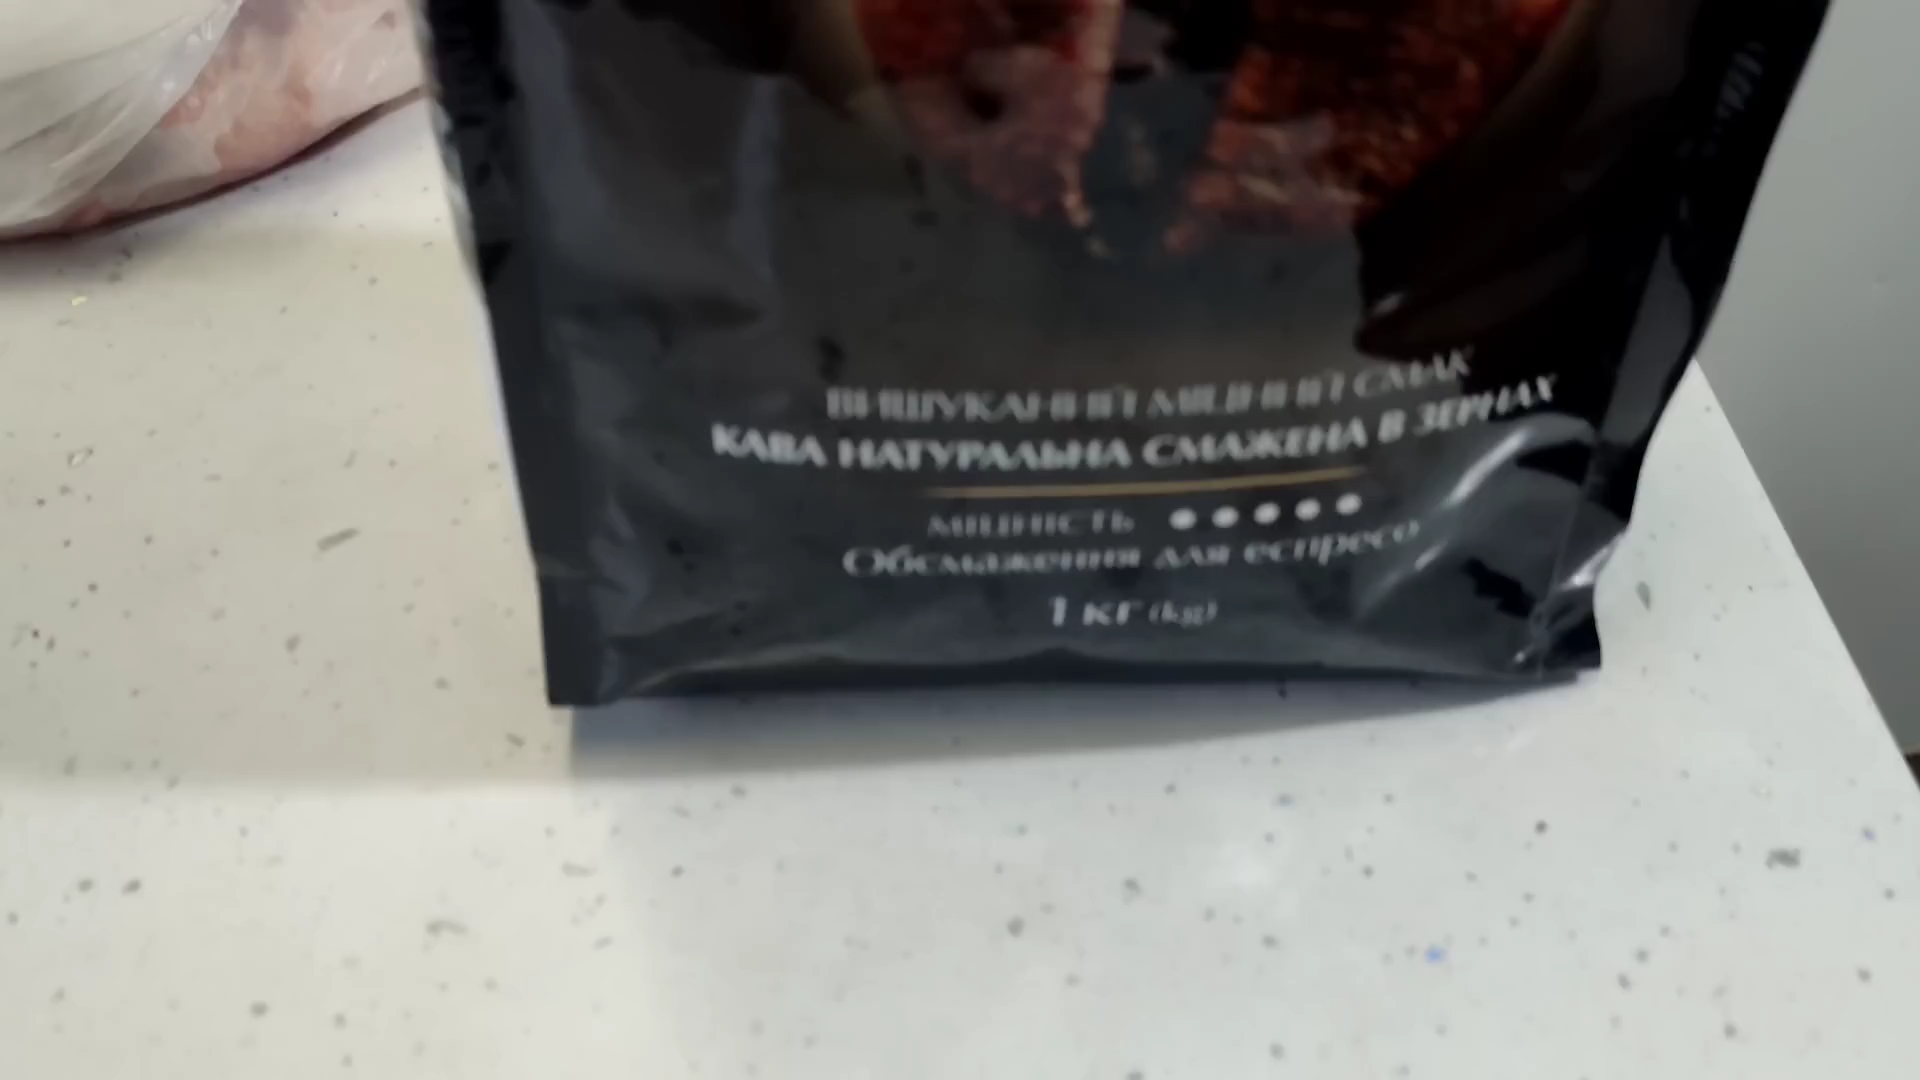 ВИШУКАНИЙ МІЦНИЙ СМАК
КАВА НАТУРАЛЬНА СМАЖЕНА В ЗЕРНАХ
МІЦНІСТЬ
Обсмаження для еспресо
1 кг (kg)